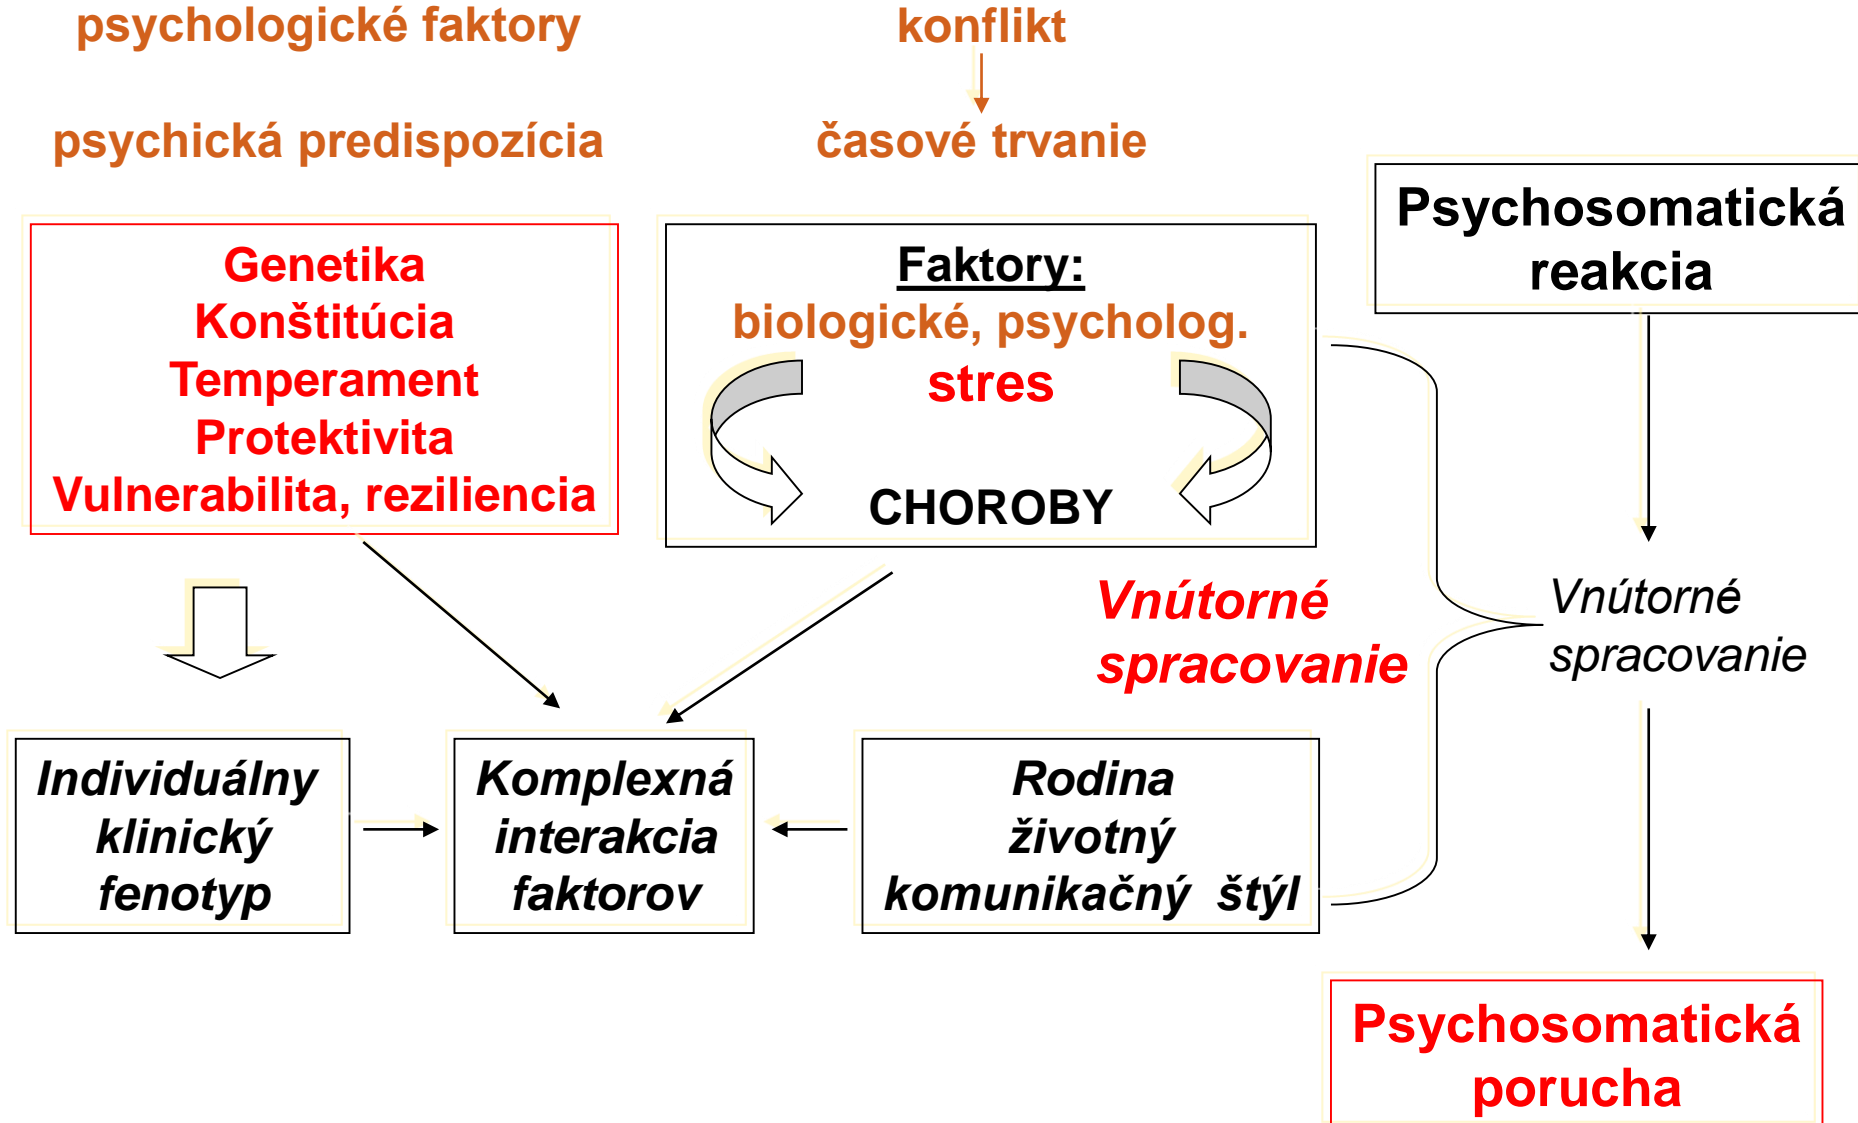 psychologické faktory
konflikt
psychická predispozícia
časové trvanie
Genetika
Konštitúcia
Temperament
Protektivita
Vulnerabilita, reziliencia
Faktory:
biologické, psycholog.
stres
CHOROBY
Psychosomatická
reakcia
Vnútorné
spracovanie
Vnútorné
spracovanie
Individuálny
klinický
fenotyp
Komplexná
interakcia
faktorov
Rodina
životný
komunikačný štýl
Psychosomatická
porucha